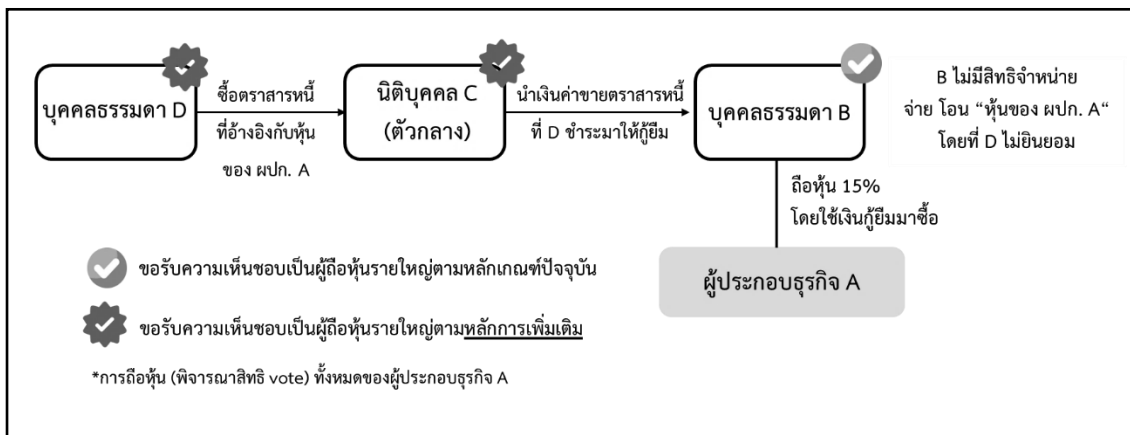 บุคคลธรรมดา D
ซื้อตราสารหนี้
ที่อ้างอิงกับหุ้น
ของ ผปก. A
นิติบุคคล C
(ตัวกลาง)
นำเงินค่าขายตราสารหนี้
ที่ D ชำระมาให้กู้ยืม
บุคคลธรรมดา B
B ไม่มีสิทธิจำหน่าย
จ่าย โอน “หุ้นของ ผปก. A“
โดยที่ D ไม่ยินยอม
ถือหุ้น 15%
โดยใช้เงินกู้ยืมมาซื้อ
ผู้ประกอบธุรกิจ A
ขอรับความเห็นชอบเป็นผู้ถือหุ้นรายใหญ่ตามหลักเกณฑ์ปัจจุบัน
ขอรับความเห็นชอบเป็นผู้ถือหุ้นรายใหญ่ตามหลักการเพิ่มเติม
*การถือหุ้น (พิจารณาสิทธิ vote) ทั้งหมดของผู้ประกอบธุรกิจ A